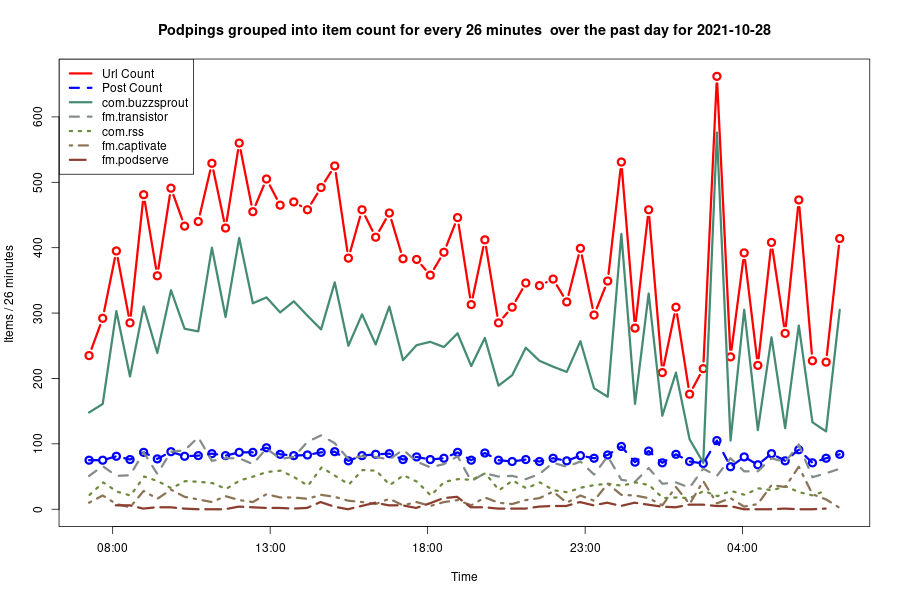 Podpings grouped into item count for every 26 minutes  over the past day for 2021-10-28
Url Count
Post Count
com.buzzsprout
fm.transistor
com.rss
fm.captivate
fm.podserve
Items / 26 minutes
600
500
400
300
200
100
0
08:00
13:00
18:00
23:00
04:00
Time